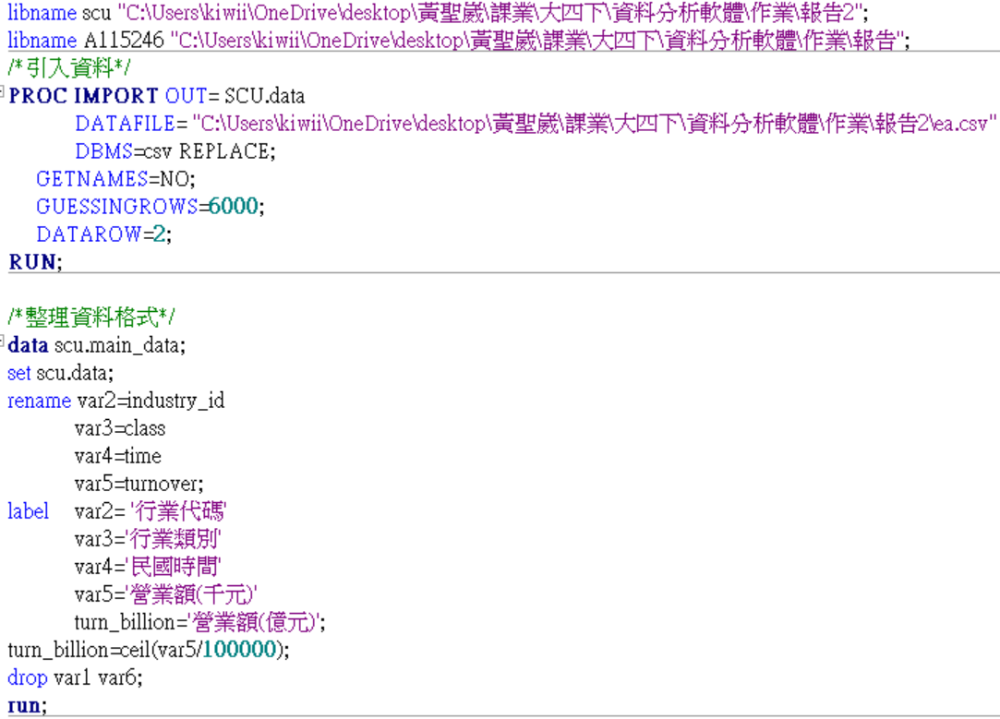 libname scu "C:\Users\kiwii\OneDrive\desktop\黃聖崴\課業\大四下\資料分析軟體\作業\報告2";
libname A115246 "C:\Users\kiwii\OneDrive\desktop\黃聖崴\課業\大四下\資料分析軟體\作業\報告";
/*引入資料*/
PROC IMPORT OUT= SCU.data
DATAFILE= "C:\Users\kiwii\OneDrive\desktop\黃聖崴\課業\大四下\資料分析軟體\作業\報告2\ea.csv"
DBMS=csv REPLACE;
GETNAMES=NO;
GUESSINGROWS=6000;
DATAROW=2;
RUN;
/*整理資料格式*/
data scu.main_data;
set scu.data;
rename var2=industry_id
var3=class
var4=time
var5=turnover;
label var2= '行業代碼'
var3='行業類別'
var4='民國時間'
var5='營業額(千元)'
turn_billion='營業額(億元)';
turn_billion=ceil(var5/100000);
drop var1 var6;
run;